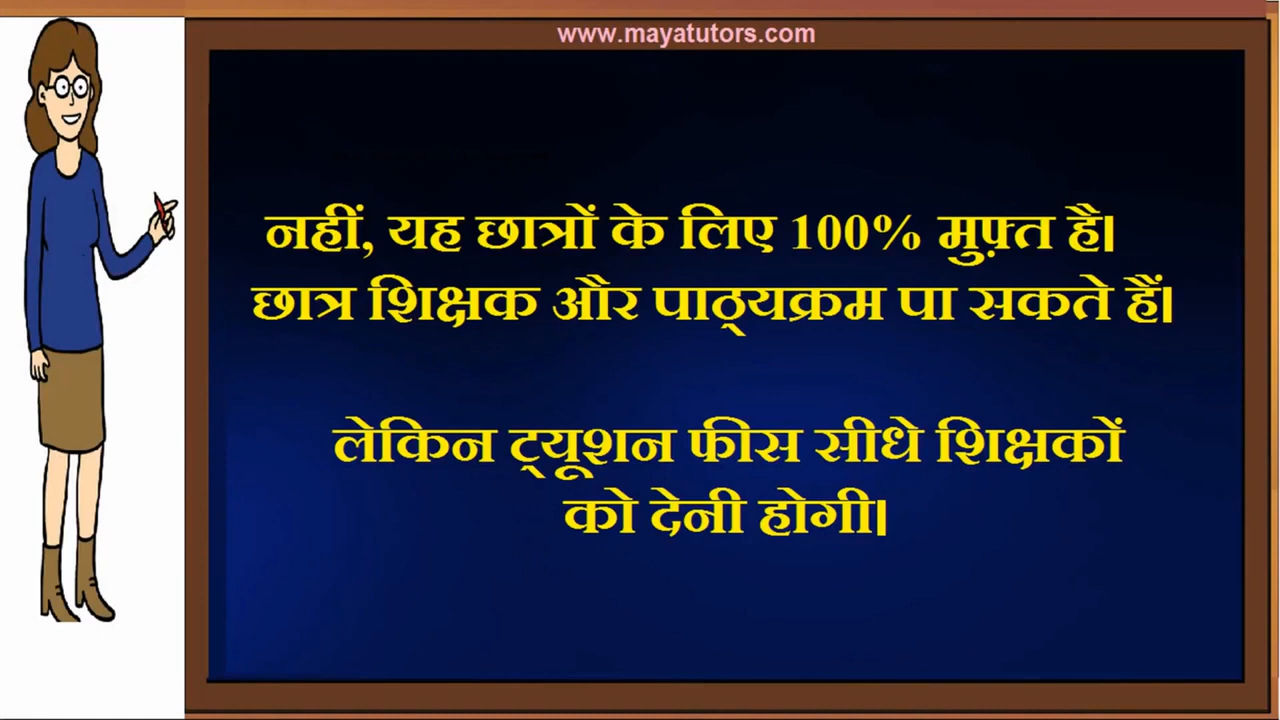 www.mayatutors.com
नहीं, यह छात्रों के लिए 100% मुफ़्त है।
छात्र शिक्षक और पाठ्यक्रम पा सकते हैं।
लेकिन ट्यूशन फीस सीधे शिक्षकों
को देनी होगी।